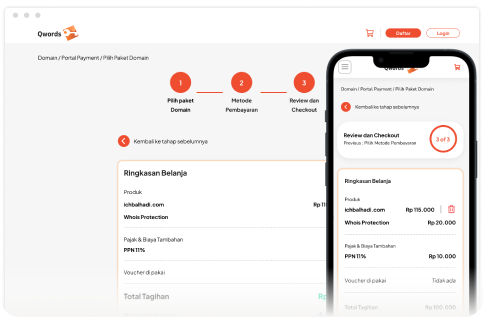 Qwords
Daftar
Login
Domain / Portal Payment / Pilih Paket Domain
1
2
3
Pilih paket
Domain
Metode
Pembayaran
Review dan
Checkout
Kembali ke tahap sebelumnya
Ringkasan Belanja
Produk
ichbalhadi.com
Rp 11
Whois Protection
Pajak & Biaya Tambahan
PPN 11%
Voucher di pakai
Total Tagihan
Rp
Qwords
Domain / Portal Payment / Pilih Paket Domain
Kembali ke tahap sebelumnya
Review dan Checkout
Previous : Pilih Metode Pembayaran
3 of 3
Ringkasan Belanja
Produk
ichbalhadi.com
Rp 115.000
Whois Protection
Rp 20.000
Pajak & Biaya Tambahan
PPN 11%
Rp 10.000
Voucher di pakai
Tidak ada
Total Tagihan
Rp 100.000